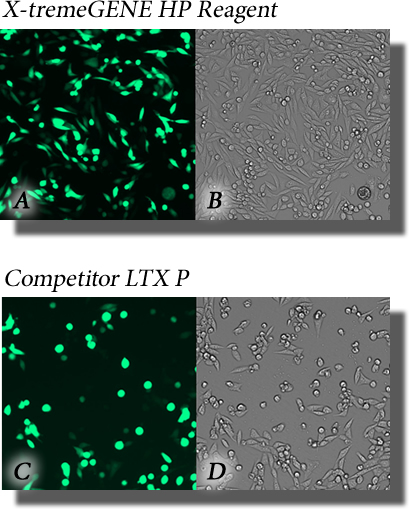 X-tremeGENE HP Reagent
A B
Competitor LTX P
C D